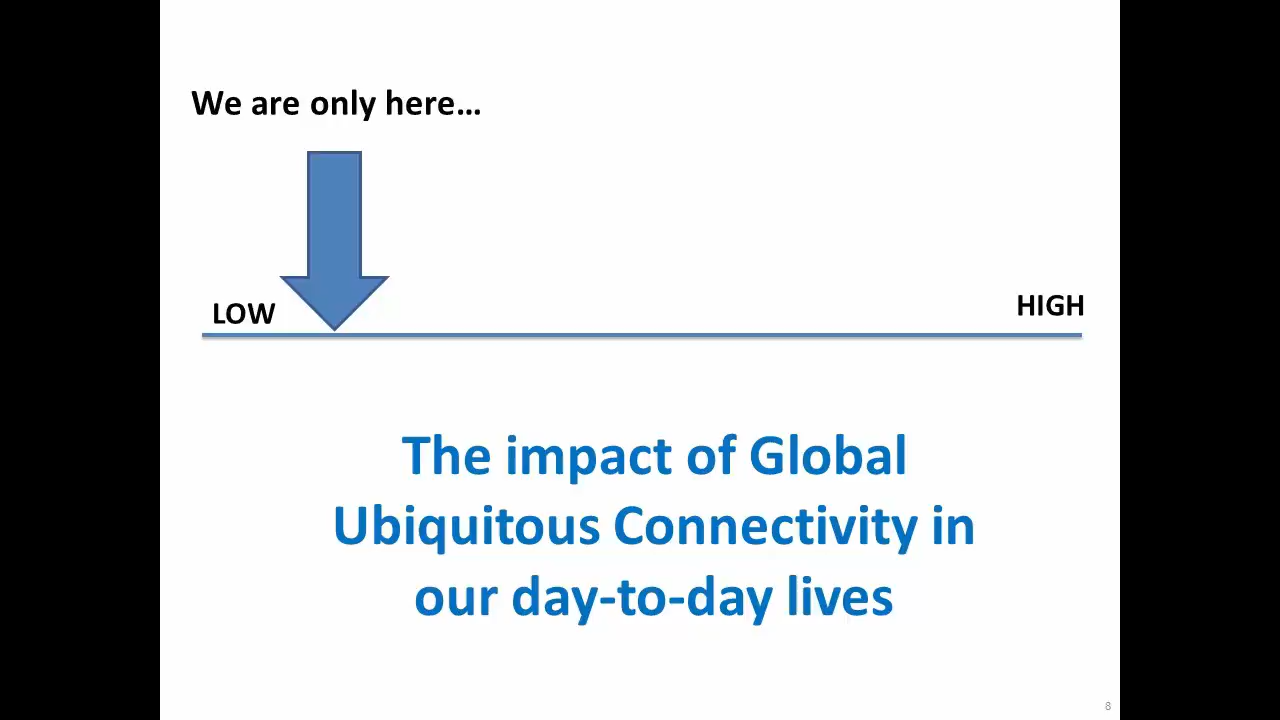 We are only here…
LOW
HIGH
The impact of Global
Ubiquitous Connectivity in
our day-to-day lives
8